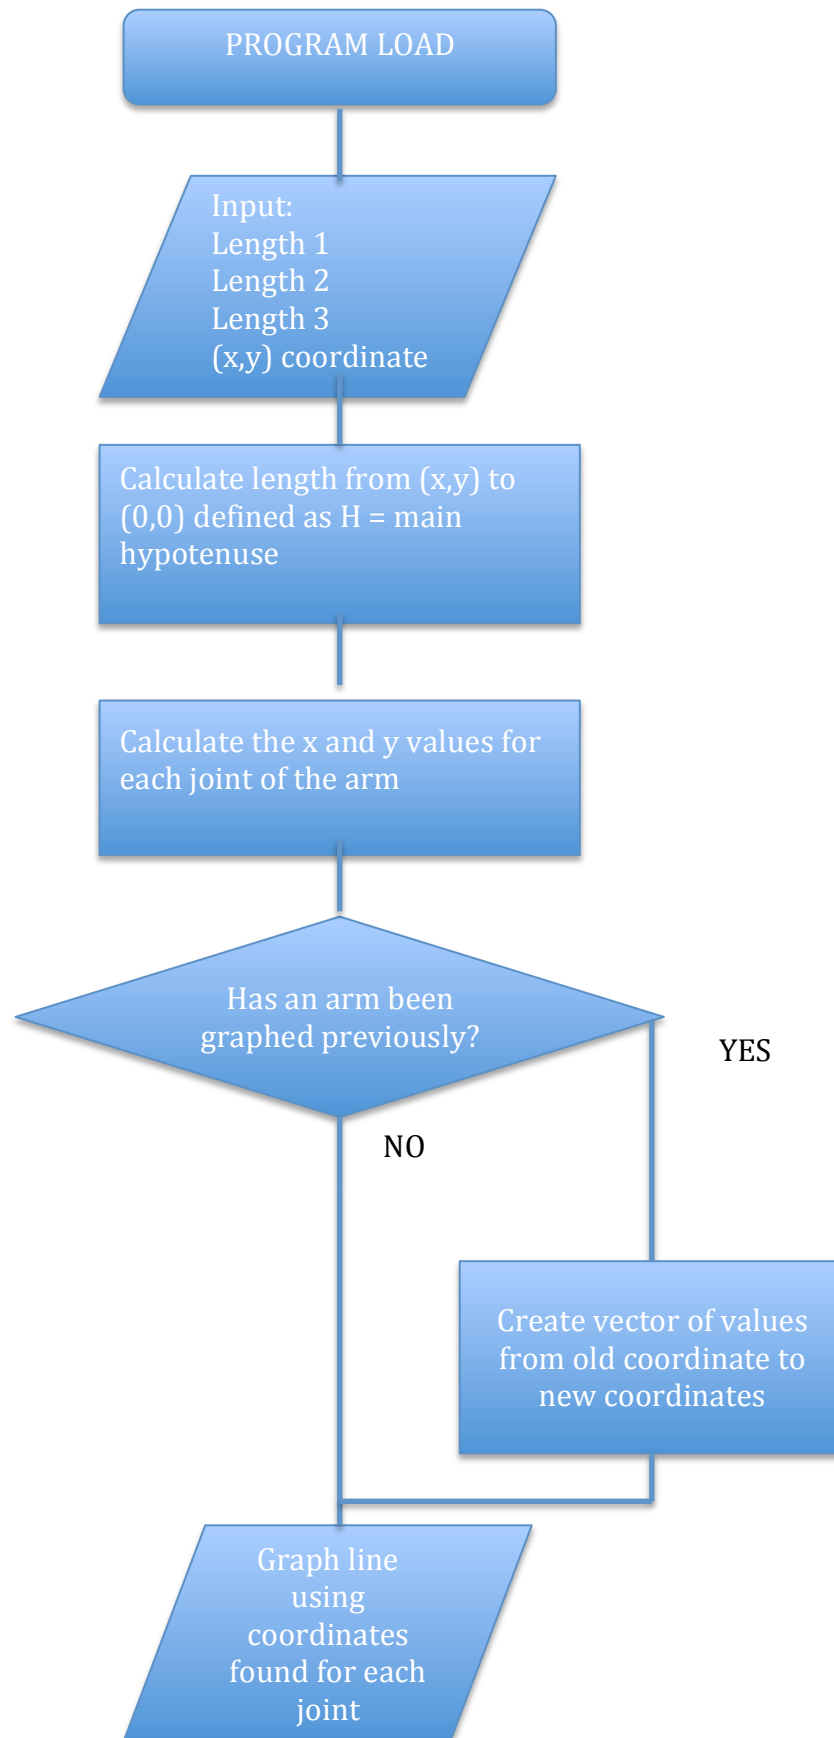 PROGRAM LOAD
Input:
Length 1
Length 2
Length 3
(x,y) coordinate
Calculate length from (x,y) to
(0,0) defined as H = main
hypotenuse
Calculate the x and y values for
each joint of the arm
Has an arm been
graphed previously?
YES
NO
Create vector of values
from old coordinate to
new coordinates
Graph line
using
coordinates
found for each
joint